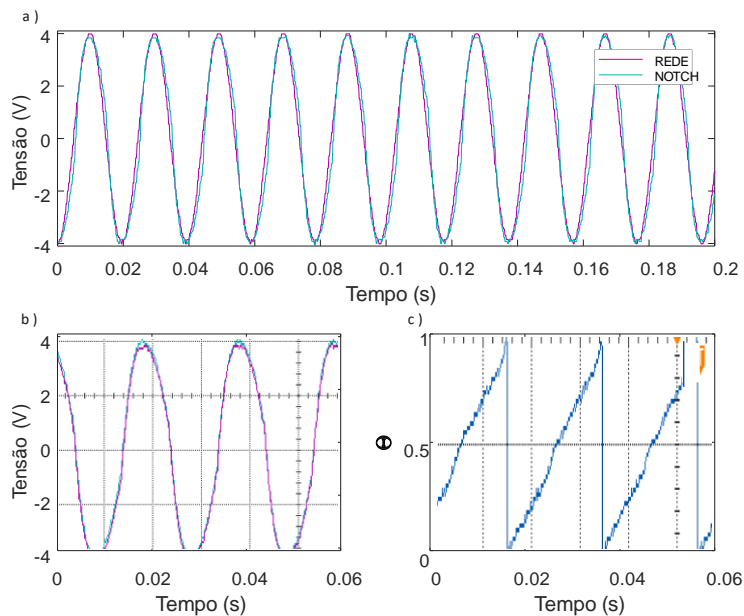 a )
4
2
0
-2
-4
Tensão (V)
REDE
NOTCH
0 0.02 0.04 0.06 0.08 0.1 0.12 0.14 0.16 0.18 0.2
Tempo (s)
b )
4
2
0
-2
-4
Tensão (V)
0 0.02 0.04 0.06
Tempo (s)
c )
1
0.5
0
Θ
0 0.02 0.04 0.06
Tempo (s)